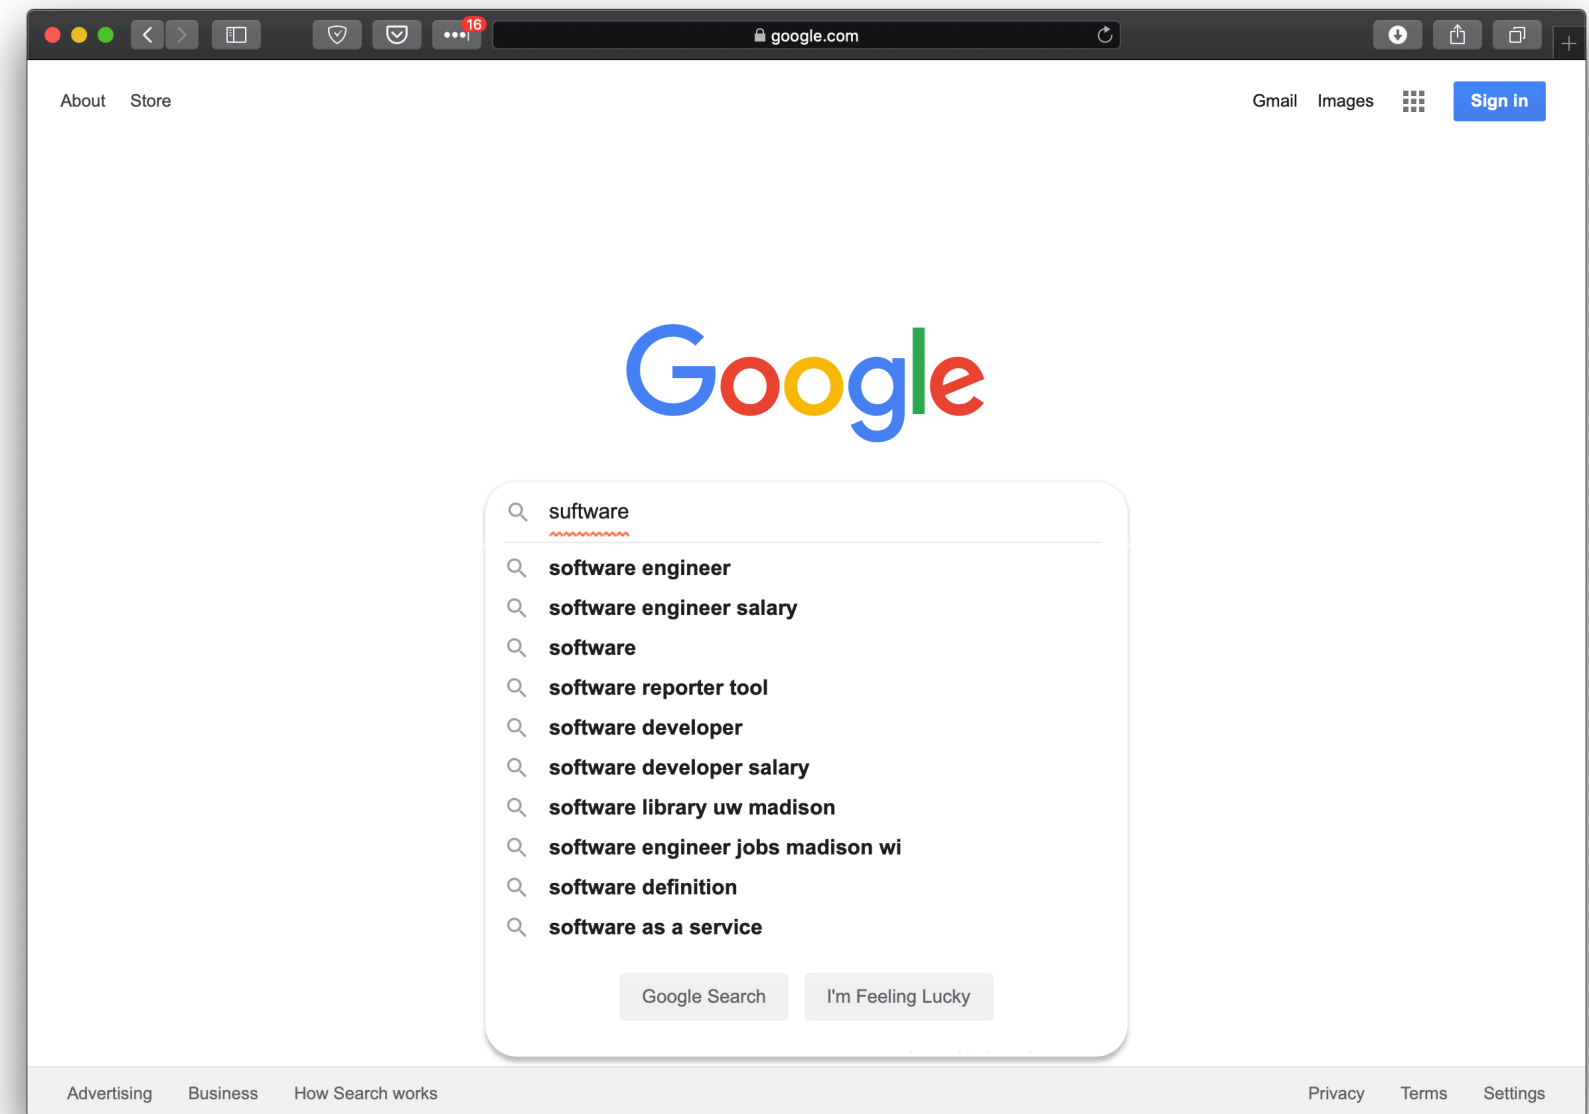 16
google.com
About Store Gmail Images Sign in
Google
suftware
software engineer
software engineer salary
software
software reporter tool
software developer
software developer salary
software library uw madison
software engineer jobs madison wi
software definition
software as a service
Google Search I'm Feeling Lucky
Advertising Business How Search works Privacy Terms Settings